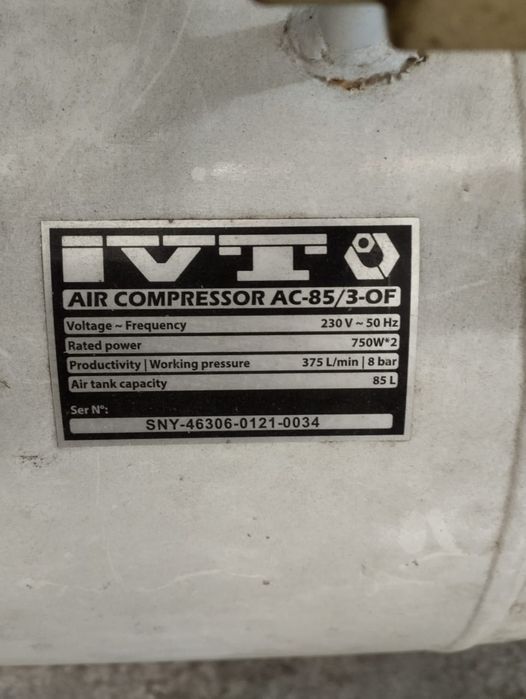 IVT
AIR COMPRESSOR AC-85/3-OF
Voltage ~ Frequency 230 V ~ 50 Hz
Rated power 750W*2
Productivity | Working pressure 375 L/min | 8 bar
Air tank capacity 85 L
Ser N°:
SNY-46306-0121-0034